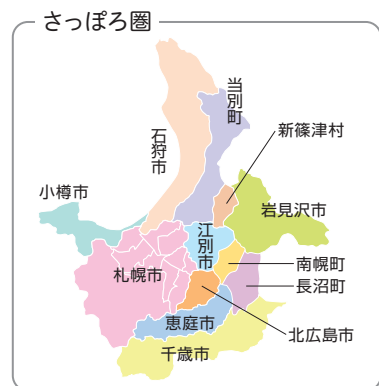 さっぽろ圏
当別町
石狩市
新篠津村
小樽市
岩見沢市
江別市
札幌市
南幌町
長沼町
北広島市
恵庭市
千歳市